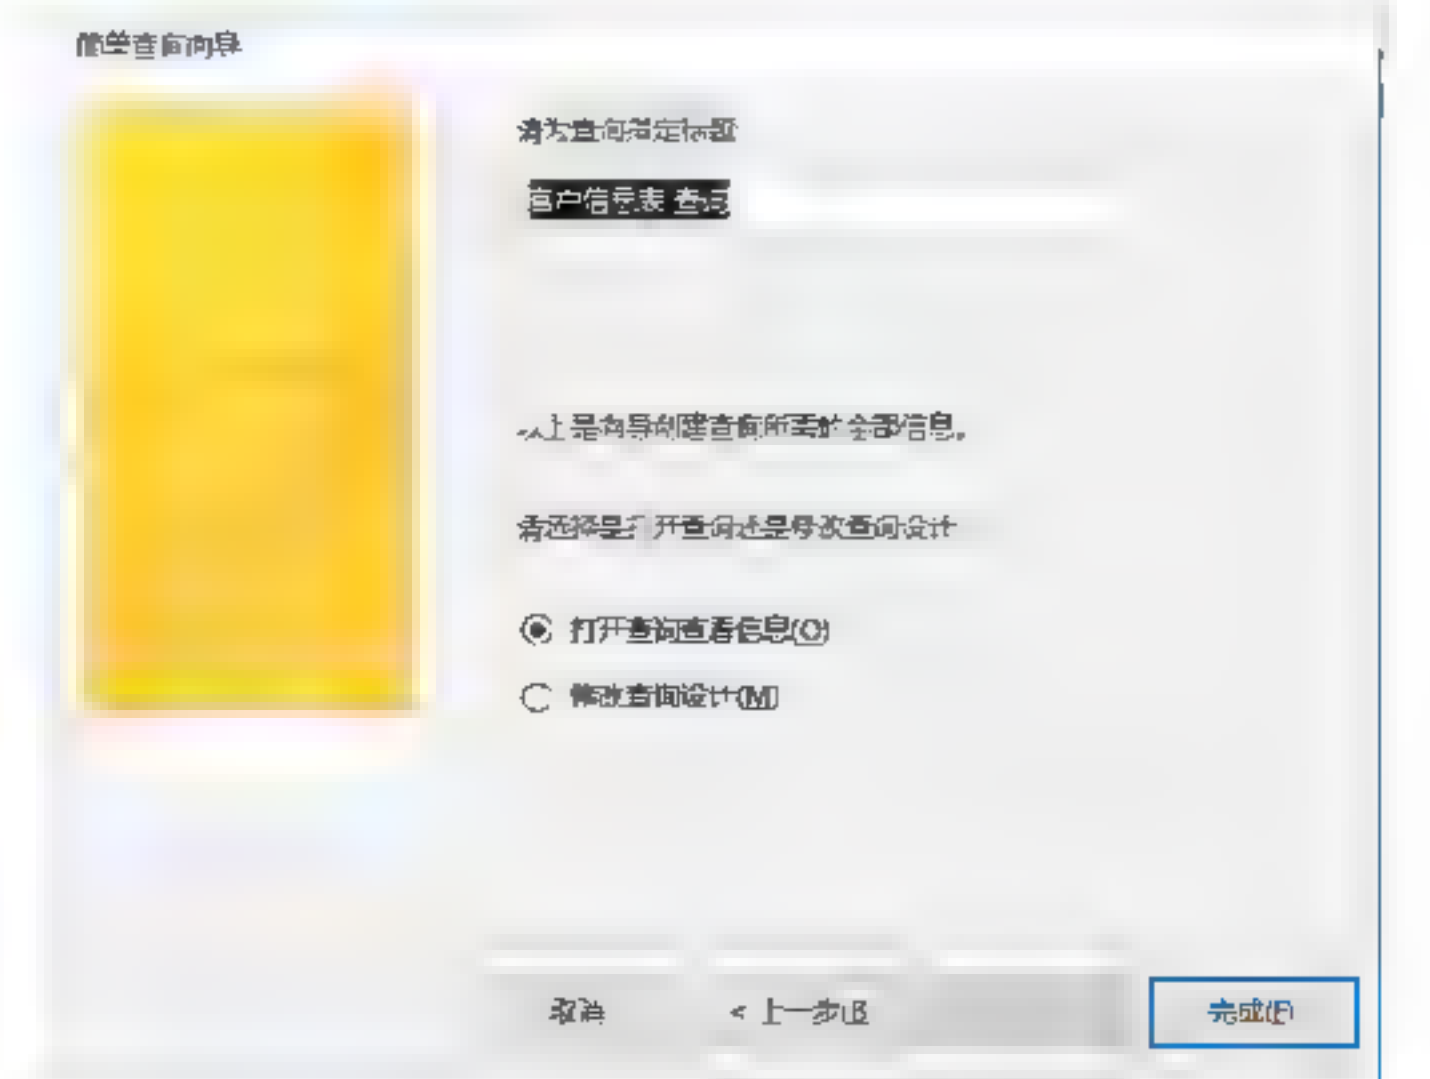 简单查询向导
请为查询指定标题
客户信息表 查询
以上是向导创建查询所需的全部信息。
请选择是打开查询还是修改查询设计
打开查询查看信息(O)
修改查询设计(M)
取消
< 上一步(B
完成(F)